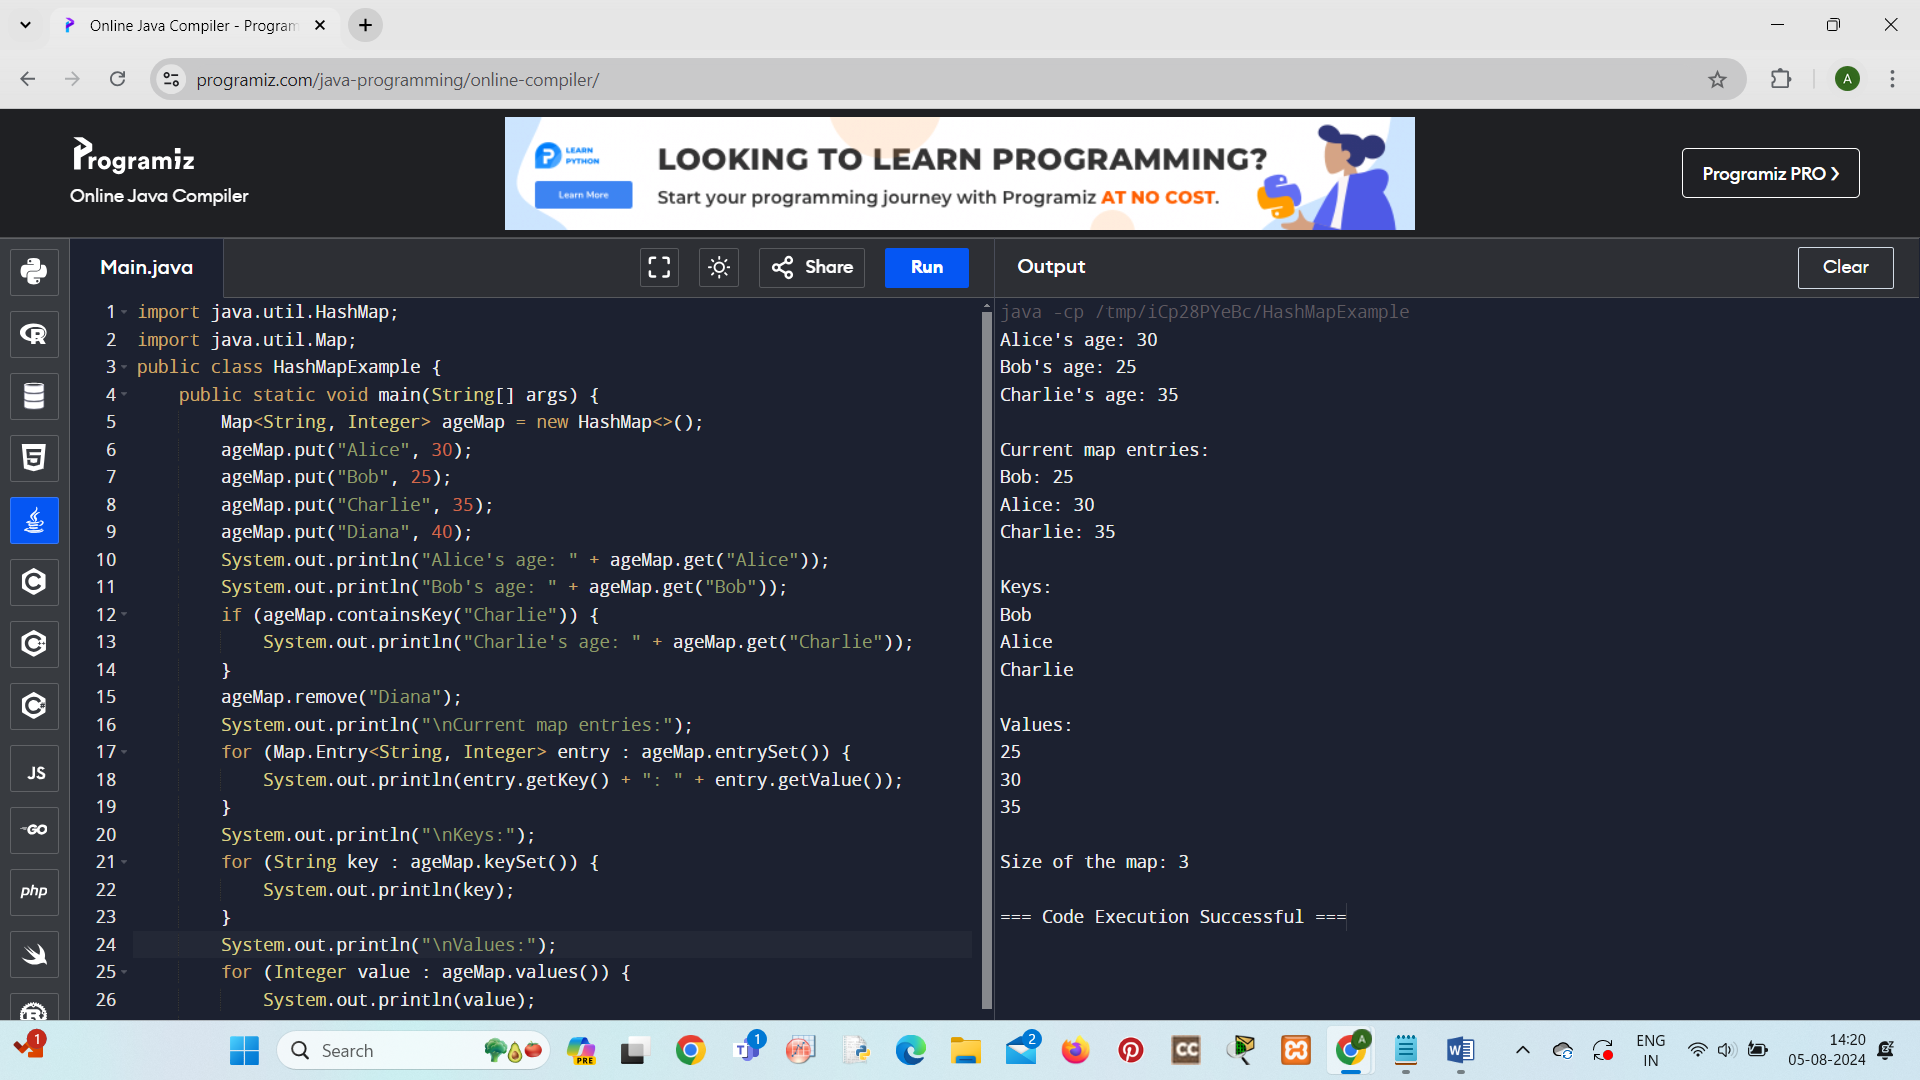 Online Java Compiler - Program
programiz.com/java-programming/online-compiler/
A
Programiz
Online Java Compiler
LEARN
PYTHON
Learn More
LOOKING TO LEARN PROGRAMMING?
Start your programming journey with Programiz AT NO COST.
Programiz PRO
Main.java
Share
Run
Output
Clear
1 import java.util.HashMap;
2 import java.util.Map;
3 public class HashMapExample {
4 public static void main(String[] args) {
5 Map<String, Integer> ageMap = new HashMap<>();
6 ageMap.put("Alice", 30);
7 ageMap.put("Bob", 25);
8 ageMap.put("Charlie", 35);
9 ageMap.put("Diana", 40);
10 System.out.println("Alice's age: " + ageMap.get("Alice"));
11 System.out.println("Bob's age: " + ageMap.get("Bob"));
12 if (ageMap.containsKey("Charlie")) {
13 System.out.println("Charlie's age: " + ageMap.get("Charlie"));
14 }
15 ageMap.remove("Diana");
16 System.out.println("\nCurrent map entries:");
17 for (Map.Entry<String, Integer> entry : ageMap.entrySet()) {
18 System.out.println(entry.getKey() + ": " + entry.getValue());
19 }
20 System.out.println("\nKeys:");
21 for (String key : ageMap.keySet()) {
22 System.out.println(key);
23 }
24 System.out.println("\nValues:");
25 for (Integer value : ageMap.values()) {
26 System.out.println(value);
java -cp /tmp/iCp28PYeBc/HashMapExample
Alice's age: 30
Bob's age: 25
Charlie's age: 35
Current map entries:
Bob: 25
Alice: 30
Charlie: 35
Keys:
Bob
Alice
Charlie
Values:
25
30
35
Size of the map: 3
=== Code Execution Successful ===
JS
GO
php
1
Search
PRE
1
2
CC
A
ENG
IN
14:20
05-08-2024